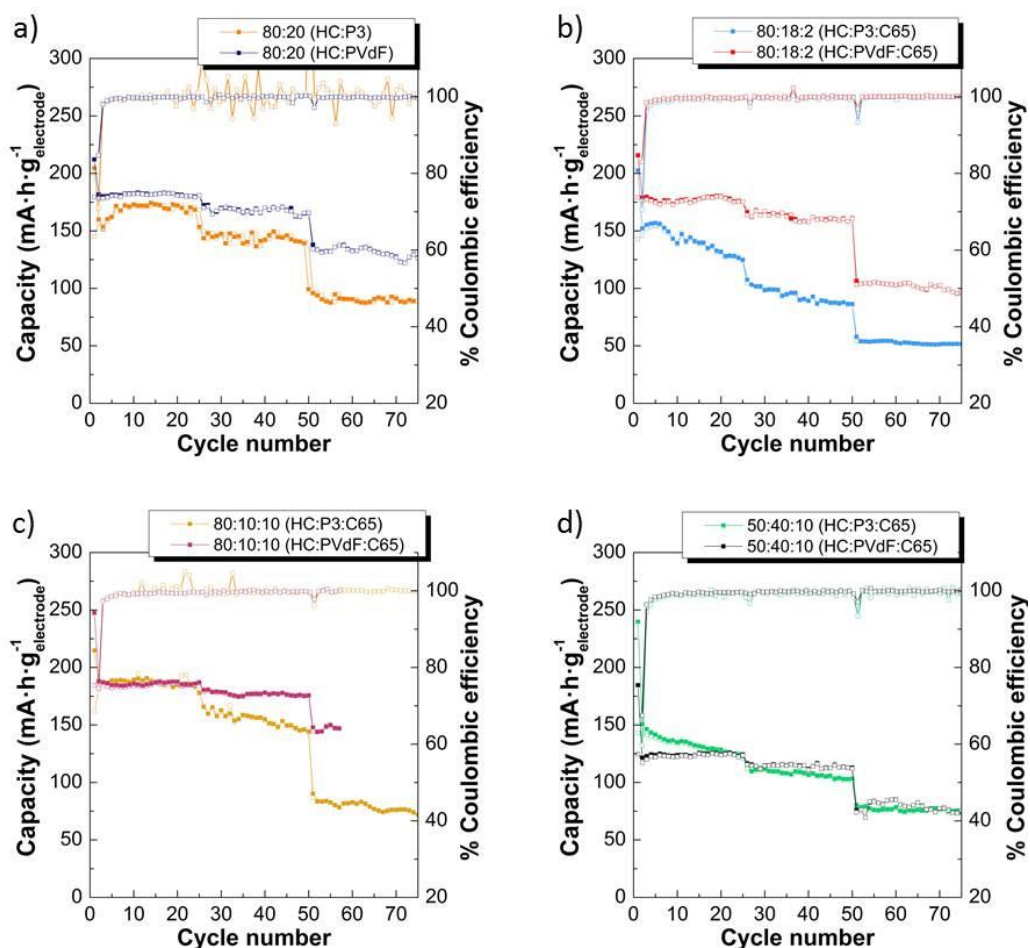 a)
80:20 (HC:P3)
80:20 (HC:PVdF)
300
250
200
150
100
50
0
Capacity (mA·h·g⁻¹electrode)
100
80
60
40
20
% Coulombic efficiency
0 10 20 30 40 50 60 70
Cycle number
b)
80:18:2 (HC:P3:C65)
80:18:2 (HC:PVdF:C65)
300
250
200
150
100
50
0
Capacity (mA·h·g⁻¹electrode)
100
80
60
40
20
% Coulombic efficiency
0 10 20 30 40 50 60 70
Cycle number
c)
80:10:10 (HC:P3:C65)
80:10:10 (HC:PVdF:C65)
300
250
200
150
100
50
0
Capacity (mA·h·g⁻¹electrode)
100
80
60
40
20
% Coulombic efficiency
0 10 20 30 40 50 60 70
Cycle number
d)
50:40:10 (HC:P3:C65)
50:40:10 (HC:PVdF:C65)
300
250
200
150
100
50
0
Capacity (mA·h·g⁻¹electrode)
100
80
60
40
20
% Coulombic efficiency
0 10 20 30 40 50 60 70
Cycle number